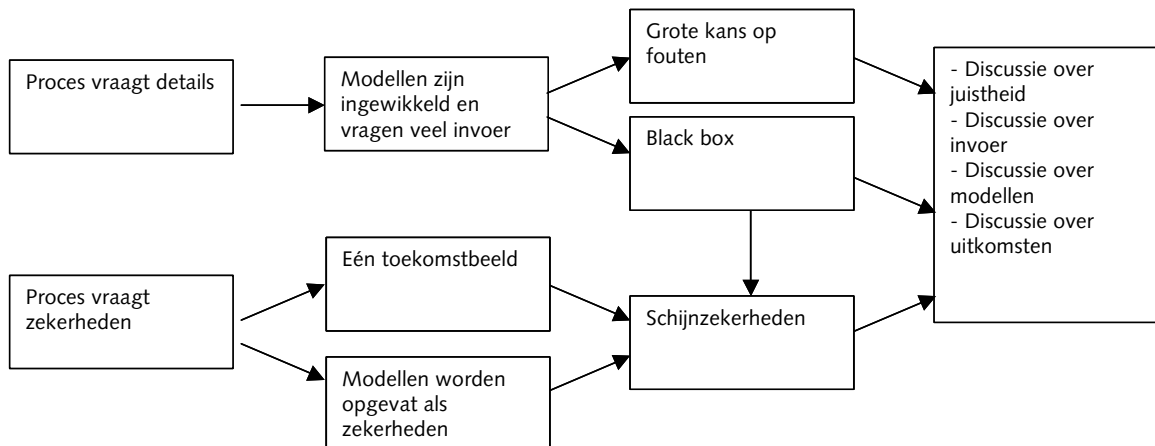 Proces vraagt details
Modellen zijn
ingewikkeld en
vragen veel invoer
Grote kans op
fouten
Black box
- Discussie over
juistheid
- Discussie over
invoer
- Discussie over
modellen
- Discussie over
uitkomsten
Proces vraagt
zekerheden
Eén toekomstbeeld
Modellen worden
opgevat als
zekerheden
Schijnzekerheden